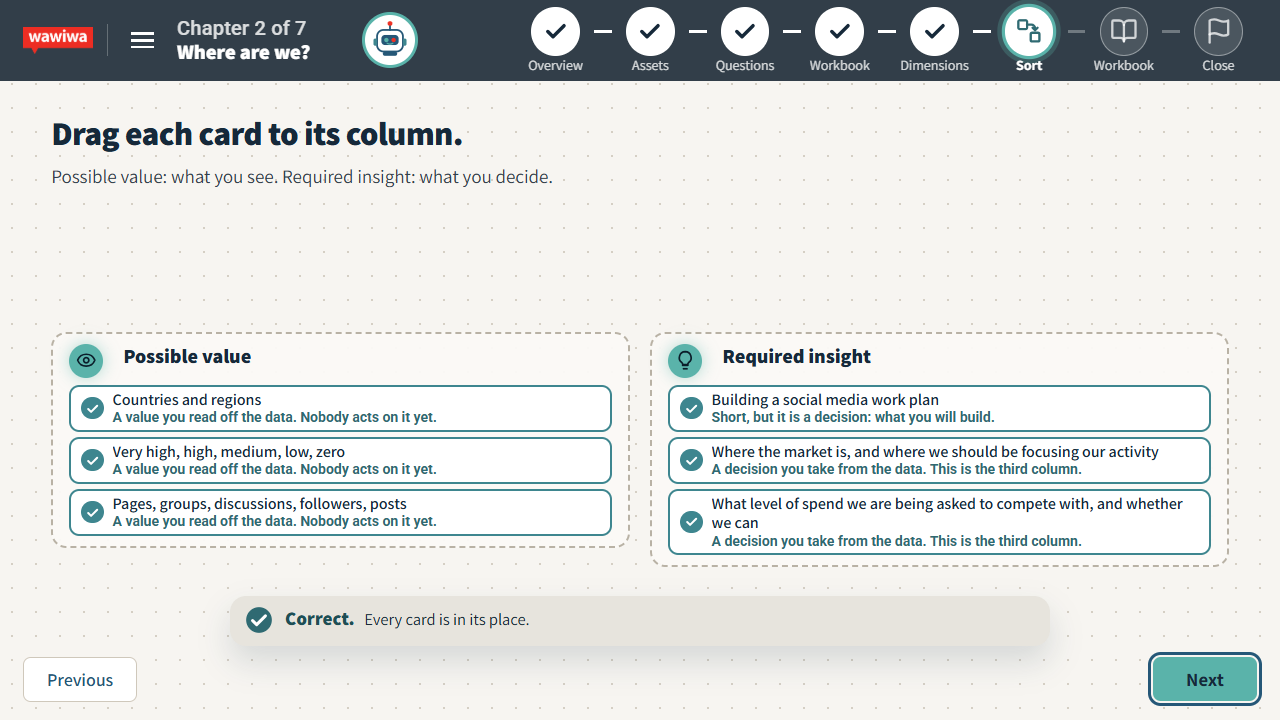 wawiwa
Chapter 2 of 7
Where are we?
Overview
Assets
Questions
Workbook
Dimensions
Sort
Workbook
Close
Drag each card to its column.
Possible value: what you see. Required insight: what you decide.
Possible value
Countries and regions
A value you read off the data. Nobody acts on it yet.
Very high, high, medium, low, zero
A value you read off the data. Nobody acts on it yet.
Pages, groups, discussions, followers, posts
A value you read off the data. Nobody acts on it yet.
Required insight
Building a social media work plan
Short, but it is a decision: what you will build.
Where the market is, and where we should be focusing our activity
A decision you take from the data. This is the third column.
What level of spend we are being asked to compete with, and whether
we can
A decision you take from the data. This is the third column.
Correct. Every card is in its place.
Previous
Next